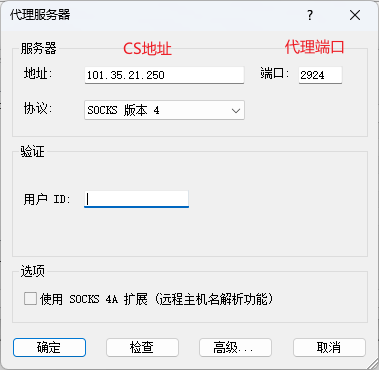 代理服务器
服务器
CS地址 代理端口
地址: 101.35.21.250 端口: 2924
协议: SOCKS 版本 4
验证
用户 ID:
选项
使用 SOCKS 4A 扩展 (远程主机名解析功能)
确定 检查 高级... 取消